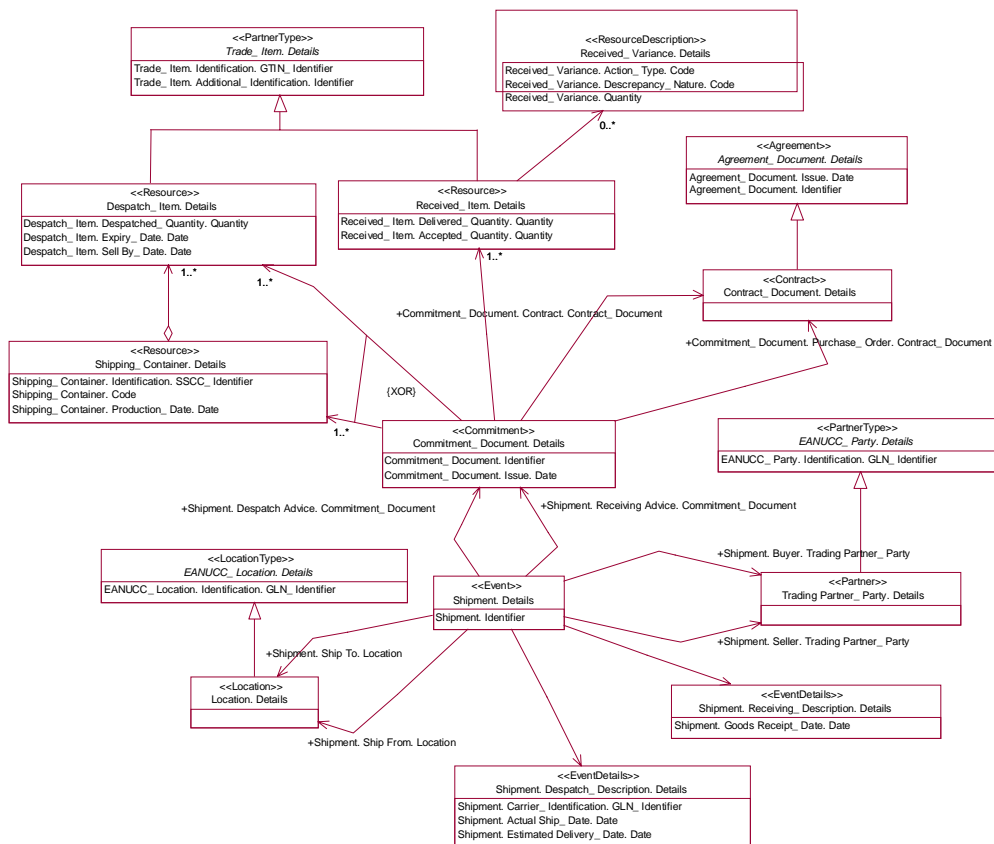 <<PartnerType>>
Trade_ Item. Details
Trade_ Item. Identification. GTIN_ Identifier
Trade_ Item. Additional_ Identification. Identifier
<<ResourceDescription>>
Received_ Variance. Details
Received_ Variance. Action_ Type. Code
Received_ Variance. Descrepancy_ Nature. Code
Received_ Variance. Quantity
0..*
<<Agreement>>
Agreement_ Document. Details
Agreement_ Document. Issue. Date
Agreement_ Document. Identifier
<<Resource>>
Despatch_ Item. Details
Despatch_ Item. Despatched_ Quantity. Quantity
Despatch_ Item. Expiry_ Date. Date
Despatch_ Item. Sell By_ Date. Date
<<Resource>>
Received_ Item. Details
Received_ Item. Delivered_ Quantity. Quantity
Received_ Item. Accepted_ Quantity. Quantity
1..*
1..*
1..*
<<Contract>>
Contract_ Document. Details
+Commitment_ Document. Contract. Contract_ Document
+Commitment_ Document. Purchase_ Order. Contract_ Document
<<Resource>>
Shipping_ Container. Details
Shipping_ Container. Identification. SSCC_ Identifier
Shipping_ Container. Code
Shipping_ Container. Production_ Date. Date
{XOR}
1..*
<<Commitment>>
Commitment_ Document. Details
Commitment_ Document. Identifier
Commitment_ Document. Issue. Date
<<PartnerType>>
EANUCC_ Party. Details
EANUCC_ Party. Identification. GLN_ Identifier
+Shipment. Despatch Advice. Commitment_ Document
+Shipment. Receiving Advice. Commitment_ Document
<<LocationType>>
EANUCC_ Location. Details
EANUCC_ Location. Identification. GLN_ Identifier
+Shipment. Buyer. Trading Partner_ Party
<<Event>>
Shipment. Details
Shipment. Identifier
<<Partner>>
Trading Partner_ Party. Details
+Shipment. Seller. Trading Partner_ Party
+Shipment. Ship To. Location
<<Location>>
Location. Details
+Shipment. Ship From. Location
<<EventDetails>>
Shipment. Receiving_ Description. Details
Shipment. Goods Receipt_ Date. Date
<<EventDetails>>
Shipment. Despatch_ Description. Details
Shipment. Carrier_ Identification. GLN_ Identifier
Shipment. Actual Ship_ Date. Date
Shipment. Estimated Delivery_ Date. Date